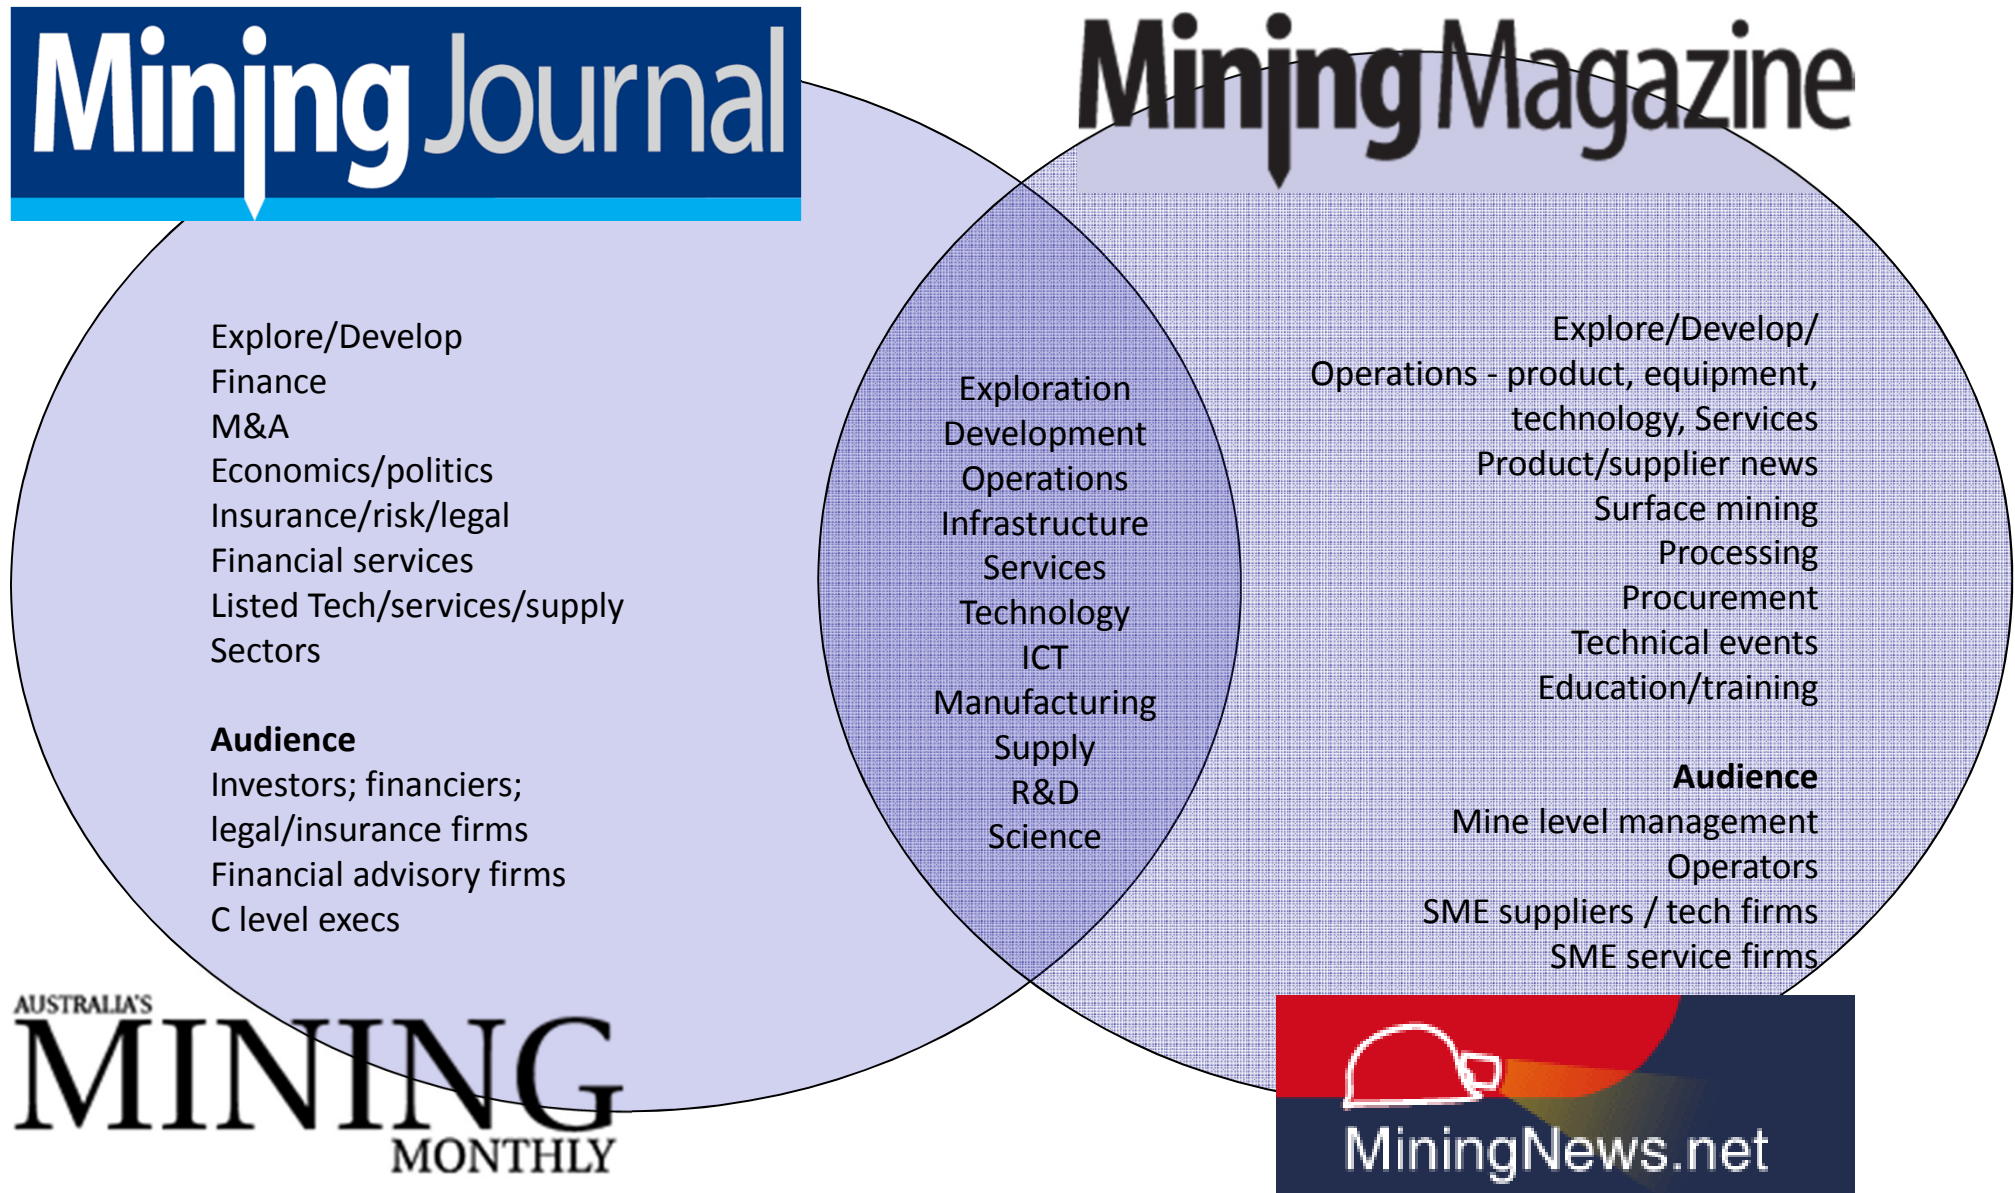 Mining Journal
Mining Magazine
Explore/Develop
Finance
M&A
Economics/politics
Insurance/risk/legal
Financial services
Listed Tech/services/supply
Sectors
Audience
Investors; financiers;
legal/insurance firms
Financial advisory firms
C level execs
Exploration
Development
Operations
Infrastructure
Services
Technology
ICT
Manufacturing
Supply
R&D
Science
Explore/Develop/
Operations - product, equipment,
technology, Services
Product/supplier news
Surface mining
Processing
Procurement
Technical events
Education/training
Audience
Mine level management
Operators
SME suppliers / tech firms
SME service firms
AUSTRALIA'S
MINING
MONTHLY
MiningNews.net